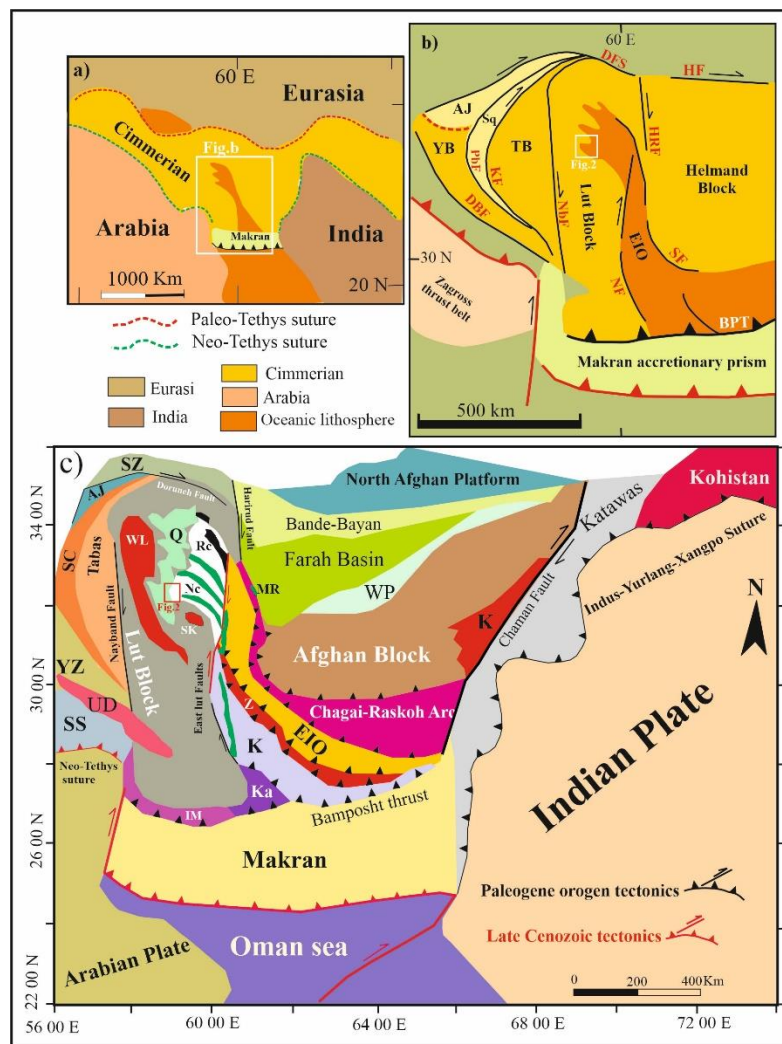 a)
60 E
Eurasia
Cimmerian
Fig.b
Arabia
India
Makran
1000 Km
20 N
Paleo-Tethys suture
Neo-Tethys suture
Eurasi
Cimmerian
Arabia
India
Oceanic lithosphere
b)
60 E
DFS
HF
AJ
Sq
YB
TB
PbF
KF
Fig.2
HRF
Helmand
Block
DBF
NbF
Lut Block
EIO
30 N
SF
NF
Zagross
thrust belt
BPT
Makran accretionary prism
500 km
c)
SZ
North Afghan Platform
Kohistan
AJ
Doruneh Fault
Katawas
34 00 N
Q
Rc
Harirud Fault
Bande-Bayan
WL
SC
Tabas
Farah Basin
Indus-Yurlang-Xangpo Suture
Nc
MR
WP
Fig.2
N
SK
K
Chaman Fault
Nayband Fault
Afghan Block
Lut Block
YZ
30 00 N
East lut Faults
Z
Chagai-Raskoh Arc
UD
EIO
SS
K
Indian Plate
Neo-Tethys
suture
Ka
Bamposht thrust
IM
26 00 N
Makran
Paleogene orogen tectonics
Late Cenozoic tectonics
Oman sea
Arabian Plate
0 200 400Km
22 00 N
56 00 E 60 00 E 64 00 E 68 00 E 72 00 E